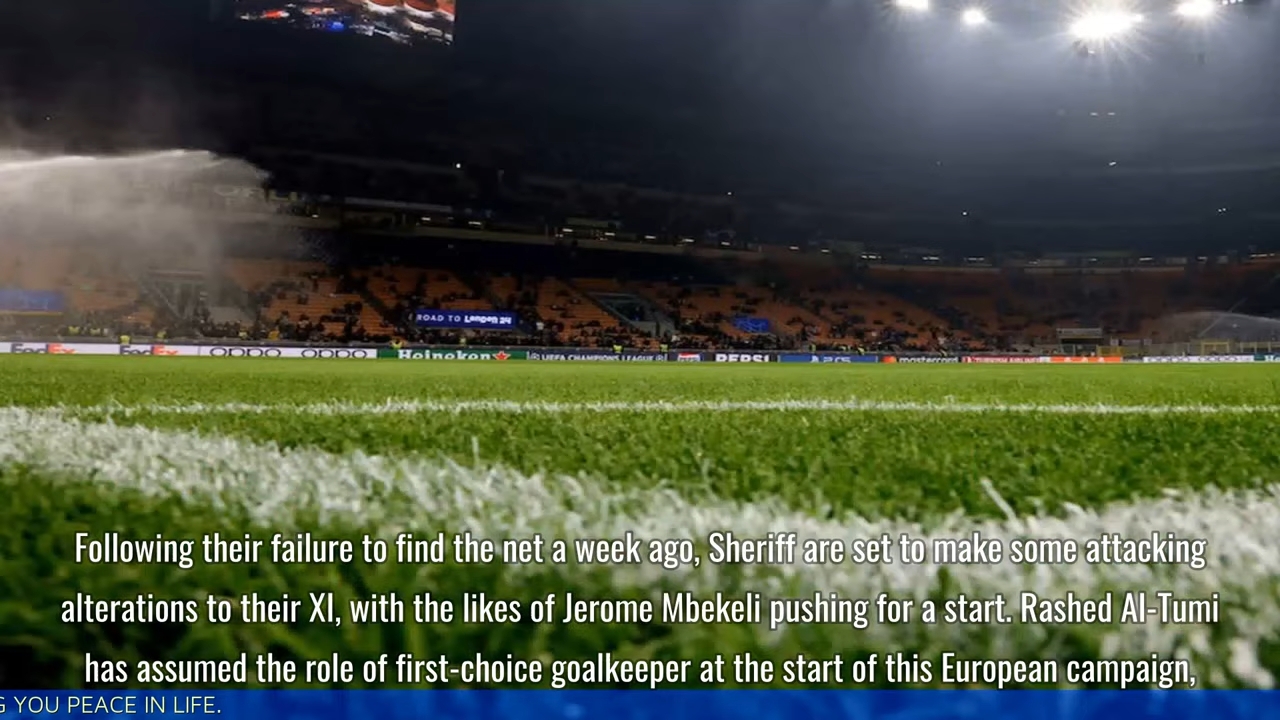 ROAD TO London 24
FedEx FedEx OPPO OPPO Heineken UEFA CHAMPIONS LEAGUE PEPSI mastercard
Following their failure to find the net a week ago, Sheriff are set to make some attacking
alterations to their XI, with the likes of Jerome Mbekeli pushing for a start. Rashed Al-Tumi
has assumed the role of first-choice goalkeeper at the start of this European campaign,
G YOU PEACE IN LIFE.